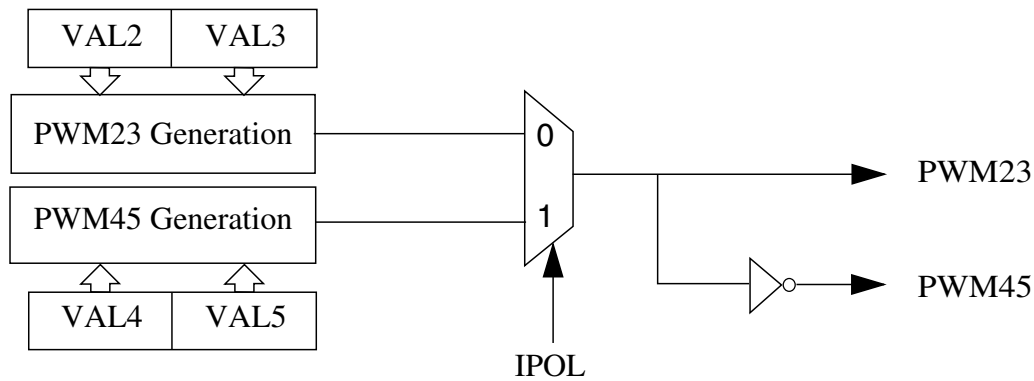 VAL2 VAL3
PWM23 Generation
0
PWM23
PWM45 Generation
1
PWM45
VAL4 VAL5
IPOL